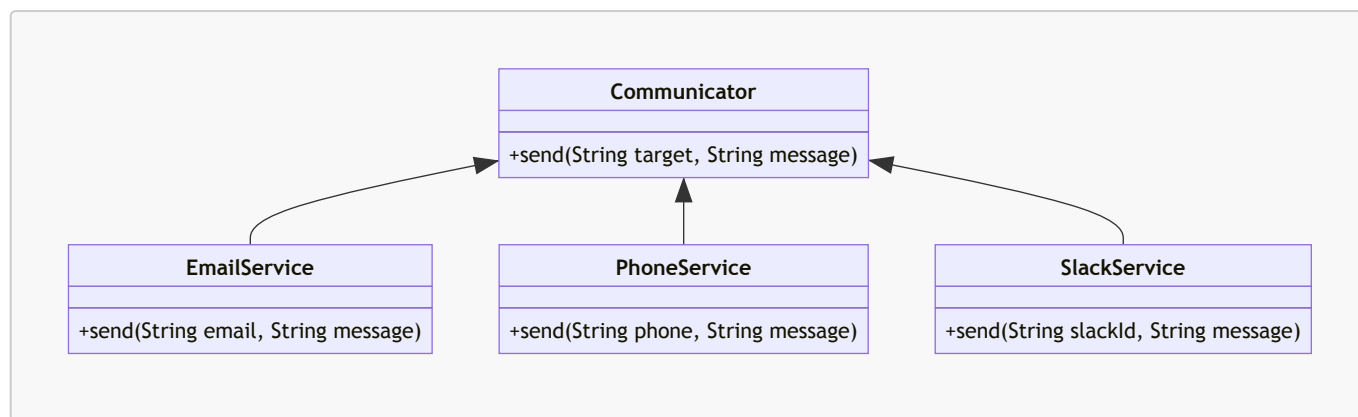 Communicator
+send(String target, String message)
EmailService
+send(String email, String message)
PhoneService
+send(String phone, String message)
SlackService
+send(String slackId, String message)